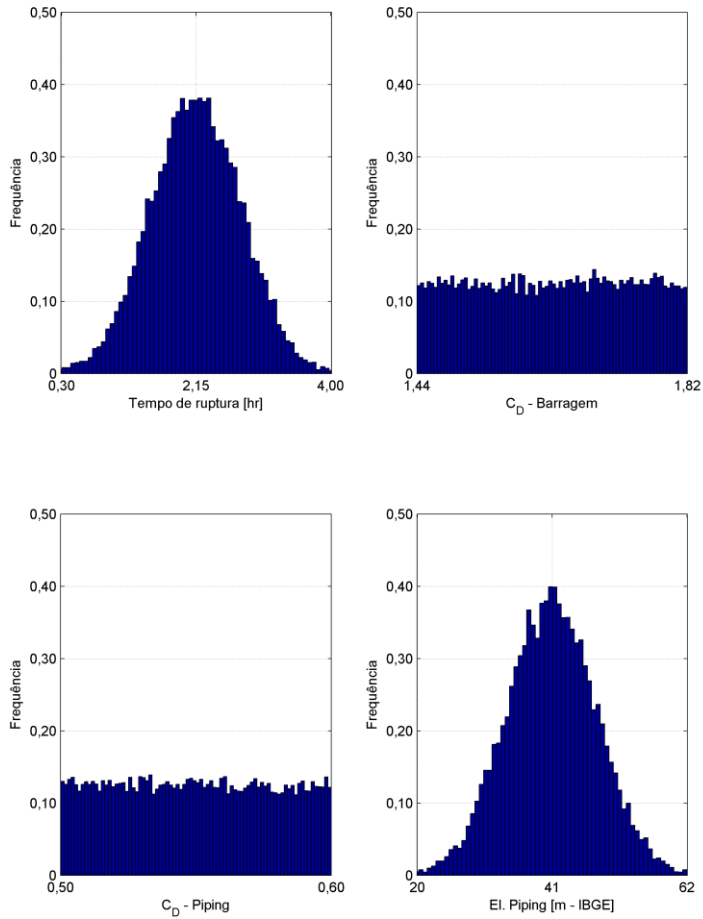 0,50
0,40
0,30
0,20
0,10
0
Frequência
0,30 2,15 4,00
Tempo de ruptura [hr]
0,50
0,40
0,30
0,20
0,10
0
Frequência
1,44 1,82
C_D - Barragem
0,50
0,40
0,30
0,20
0,10
0
Frequência
0,50 0,60
C_D - Piping
0,50
0,40
0,30
0,20
0,10
0
Frequência
20 41 62
El. Piping [m - IBGE]